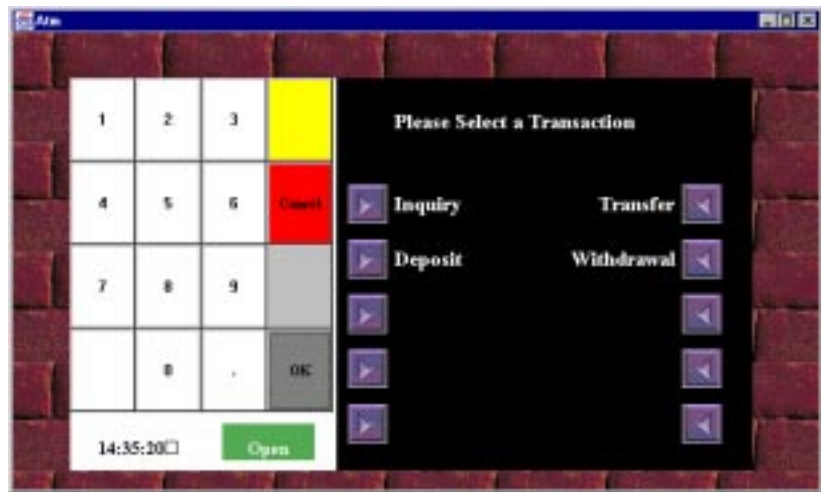 Atm
1 2 3
4 5 6 Cancel
7 8 9
0 . OK
14:35:20□ Open
Please Select a Transaction
Inquiry Transfer
Deposit Withdrawal